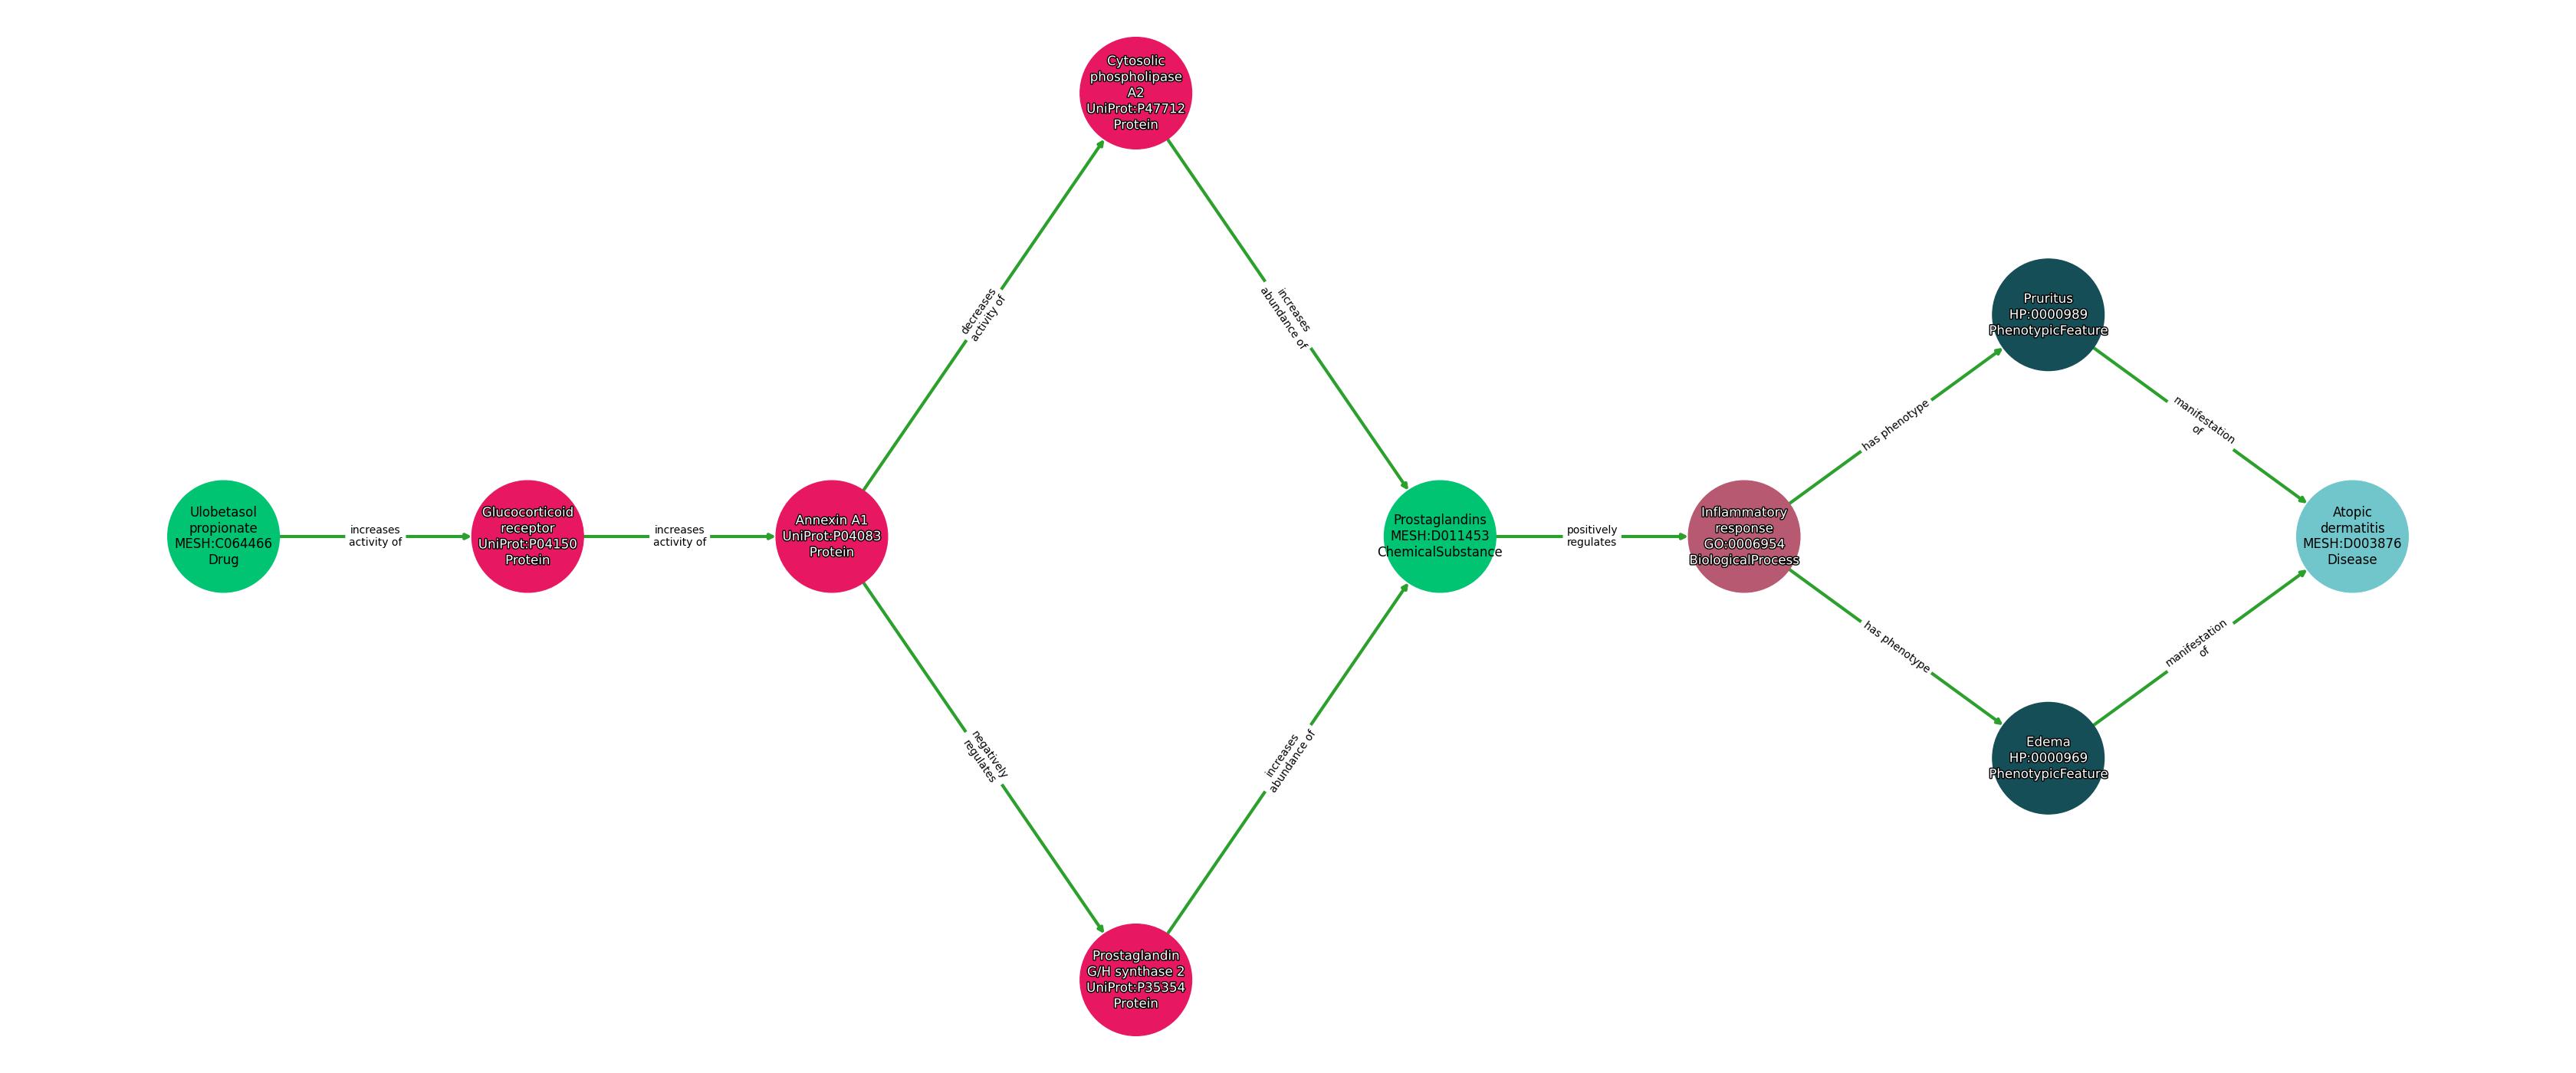 Cytosolic
phospholipase
A2
UniProt:P47712
Protein
decreases
activity of
increases
abundance of
Pruritus
HP:0000989
PhenotypicFeature
has phenotype
manifestation
of
Ulobetasol
propionate
MESH:C064466
Drug
increases
activity of
Glucocorticoid
receptor
UniProt:P04150
Protein
increases
activity of
Annexin A1
UniProt:P04083
Protein
Prostaglandins
MESH:D011453
ChemicalSubstance
positively
regulates
Inflammatory
response
GO:0006954
BiologicalProcess
Atopic
dermatitis
MESH:D003876
Disease
has phenotype
manifestation
of
negatively
regulates
increases
abundance of
Edema
HP:0000969
PhenotypicFeature
Prostaglandin
G/H synthase 2
UniProt:P35354
Protein